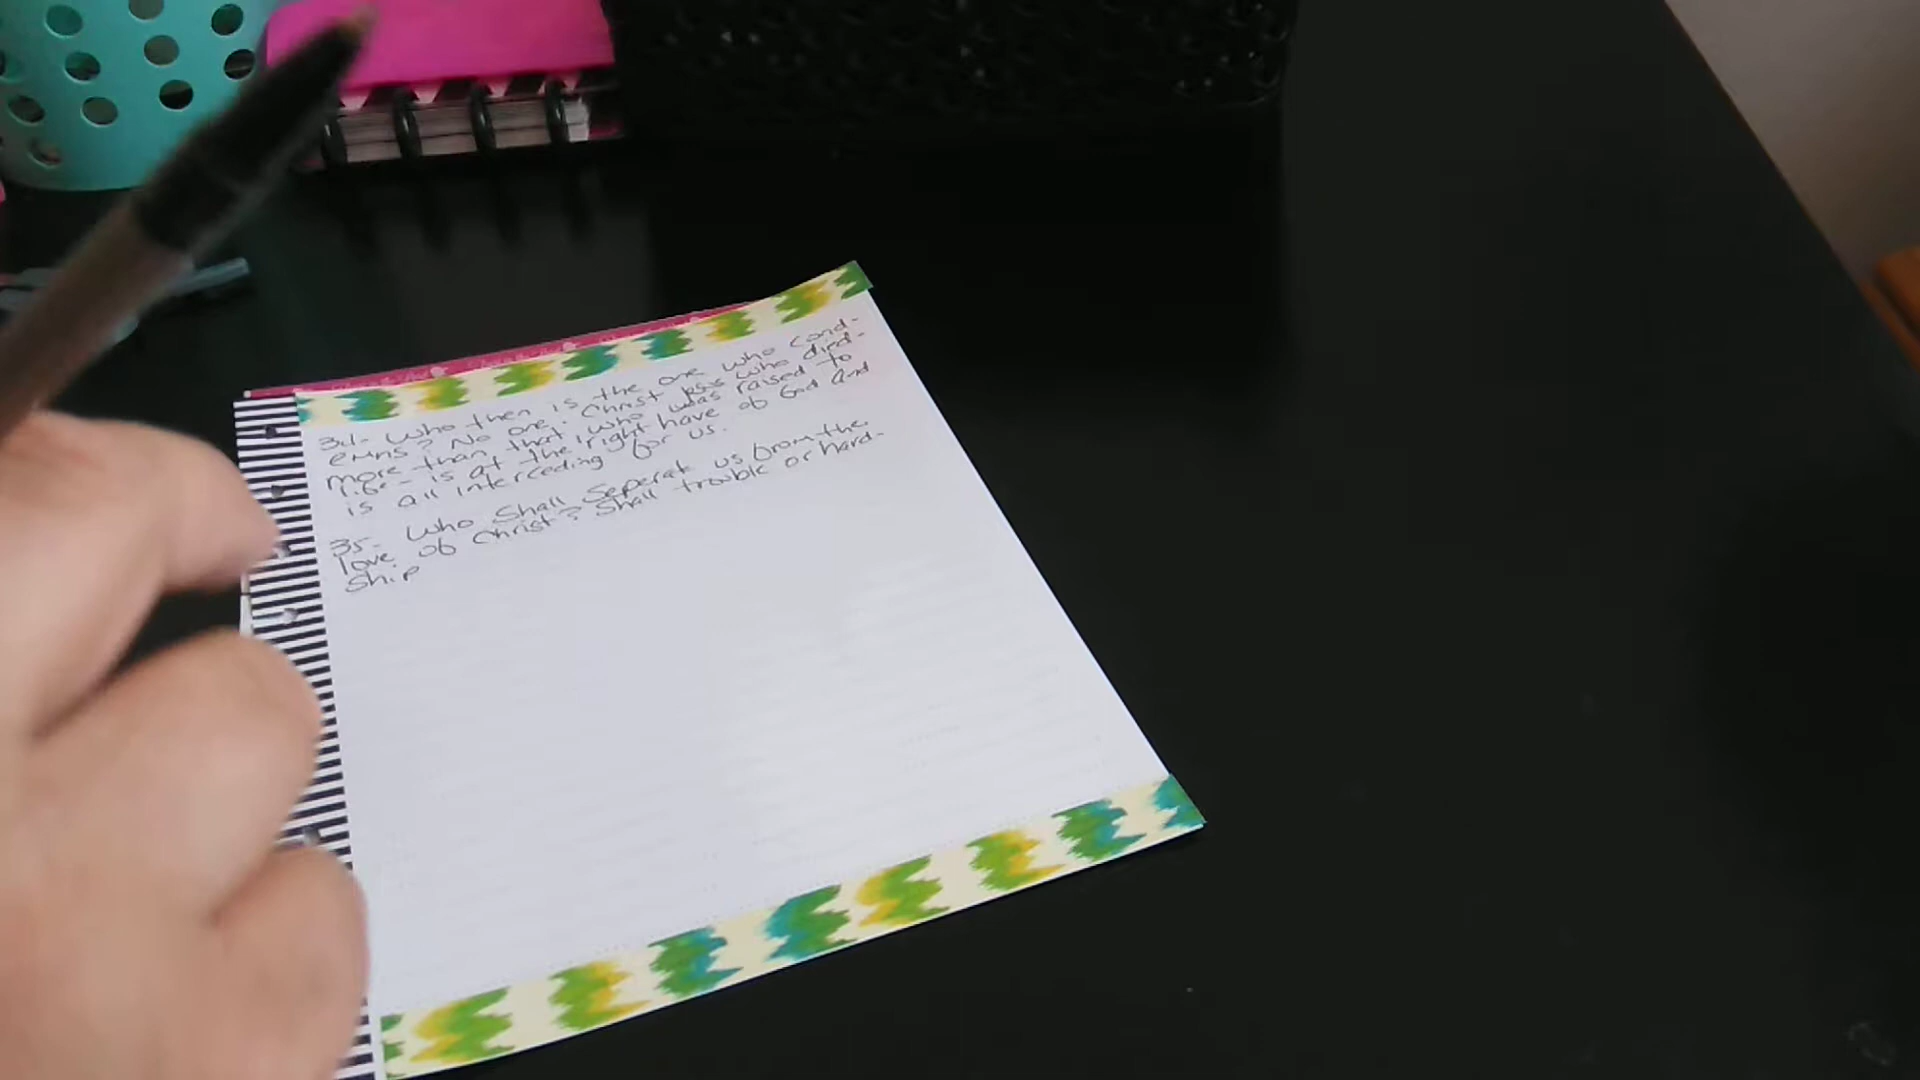 34- Who then is the one who cond-
emns? No one. Christ Jesus who died-
more than that, who was raised to
life - is at the right have of God and
is all interceding for us.
35- Who Shall Seperate us from the
love of Christ? Shall trouble or hard-
Ship